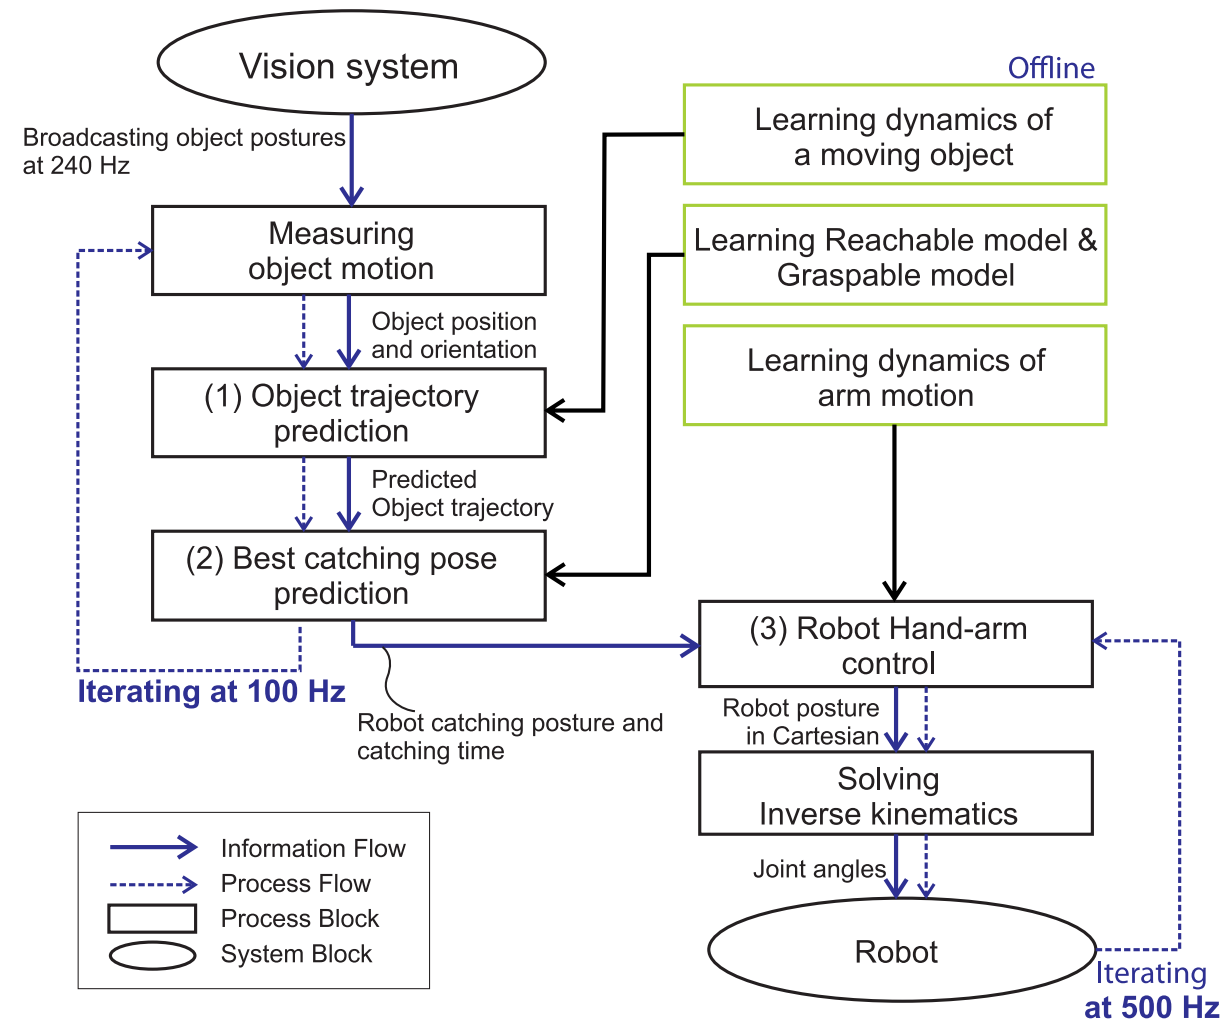 Vision system
Broadcasting object postures
at 240 Hz
Offline
Learning dynamics of
a moving object
Measuring
object motion
Learning Reachable model &
Graspable model
Object position
and orientation
Learning dynamics of
arm motion
(1) Object trajectory
prediction
Predicted
Object trajectory
(2) Best catching pose
prediction
Iterating at 100 Hz
Robot catching posture and
catching time
(3) Robot Hand-arm
control
Robot posture
in Cartesian
Solving
Inverse kinematics
Joint angles
Robot
Iterating
at 500 Hz
Information Flow
Process Flow
Process Block
System Block